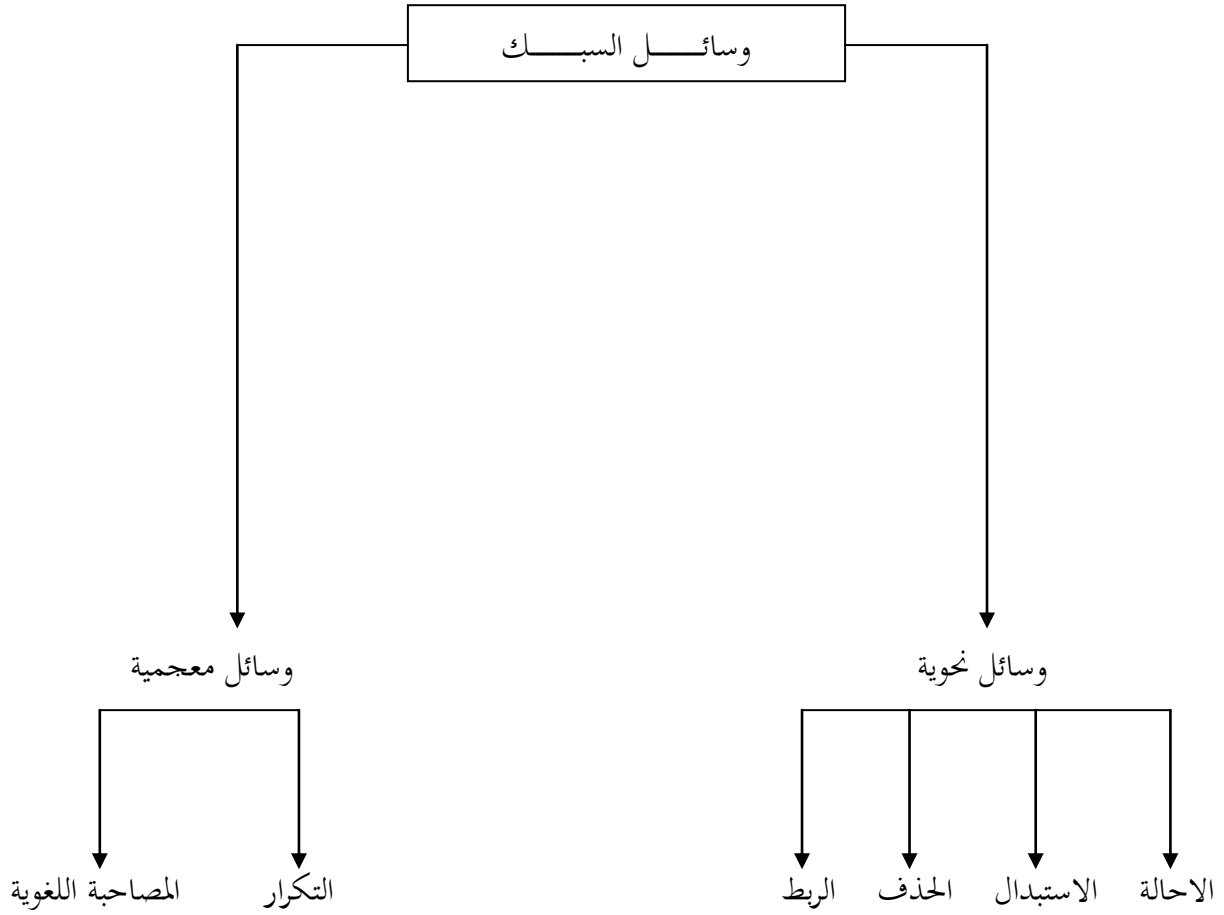 وسائـــــل السبـــــك
وسائل نحوية
وسائل معجمية
الاحالة
الاستبدال
الحذف
الربط
التكرار
المصاحبة اللغوية